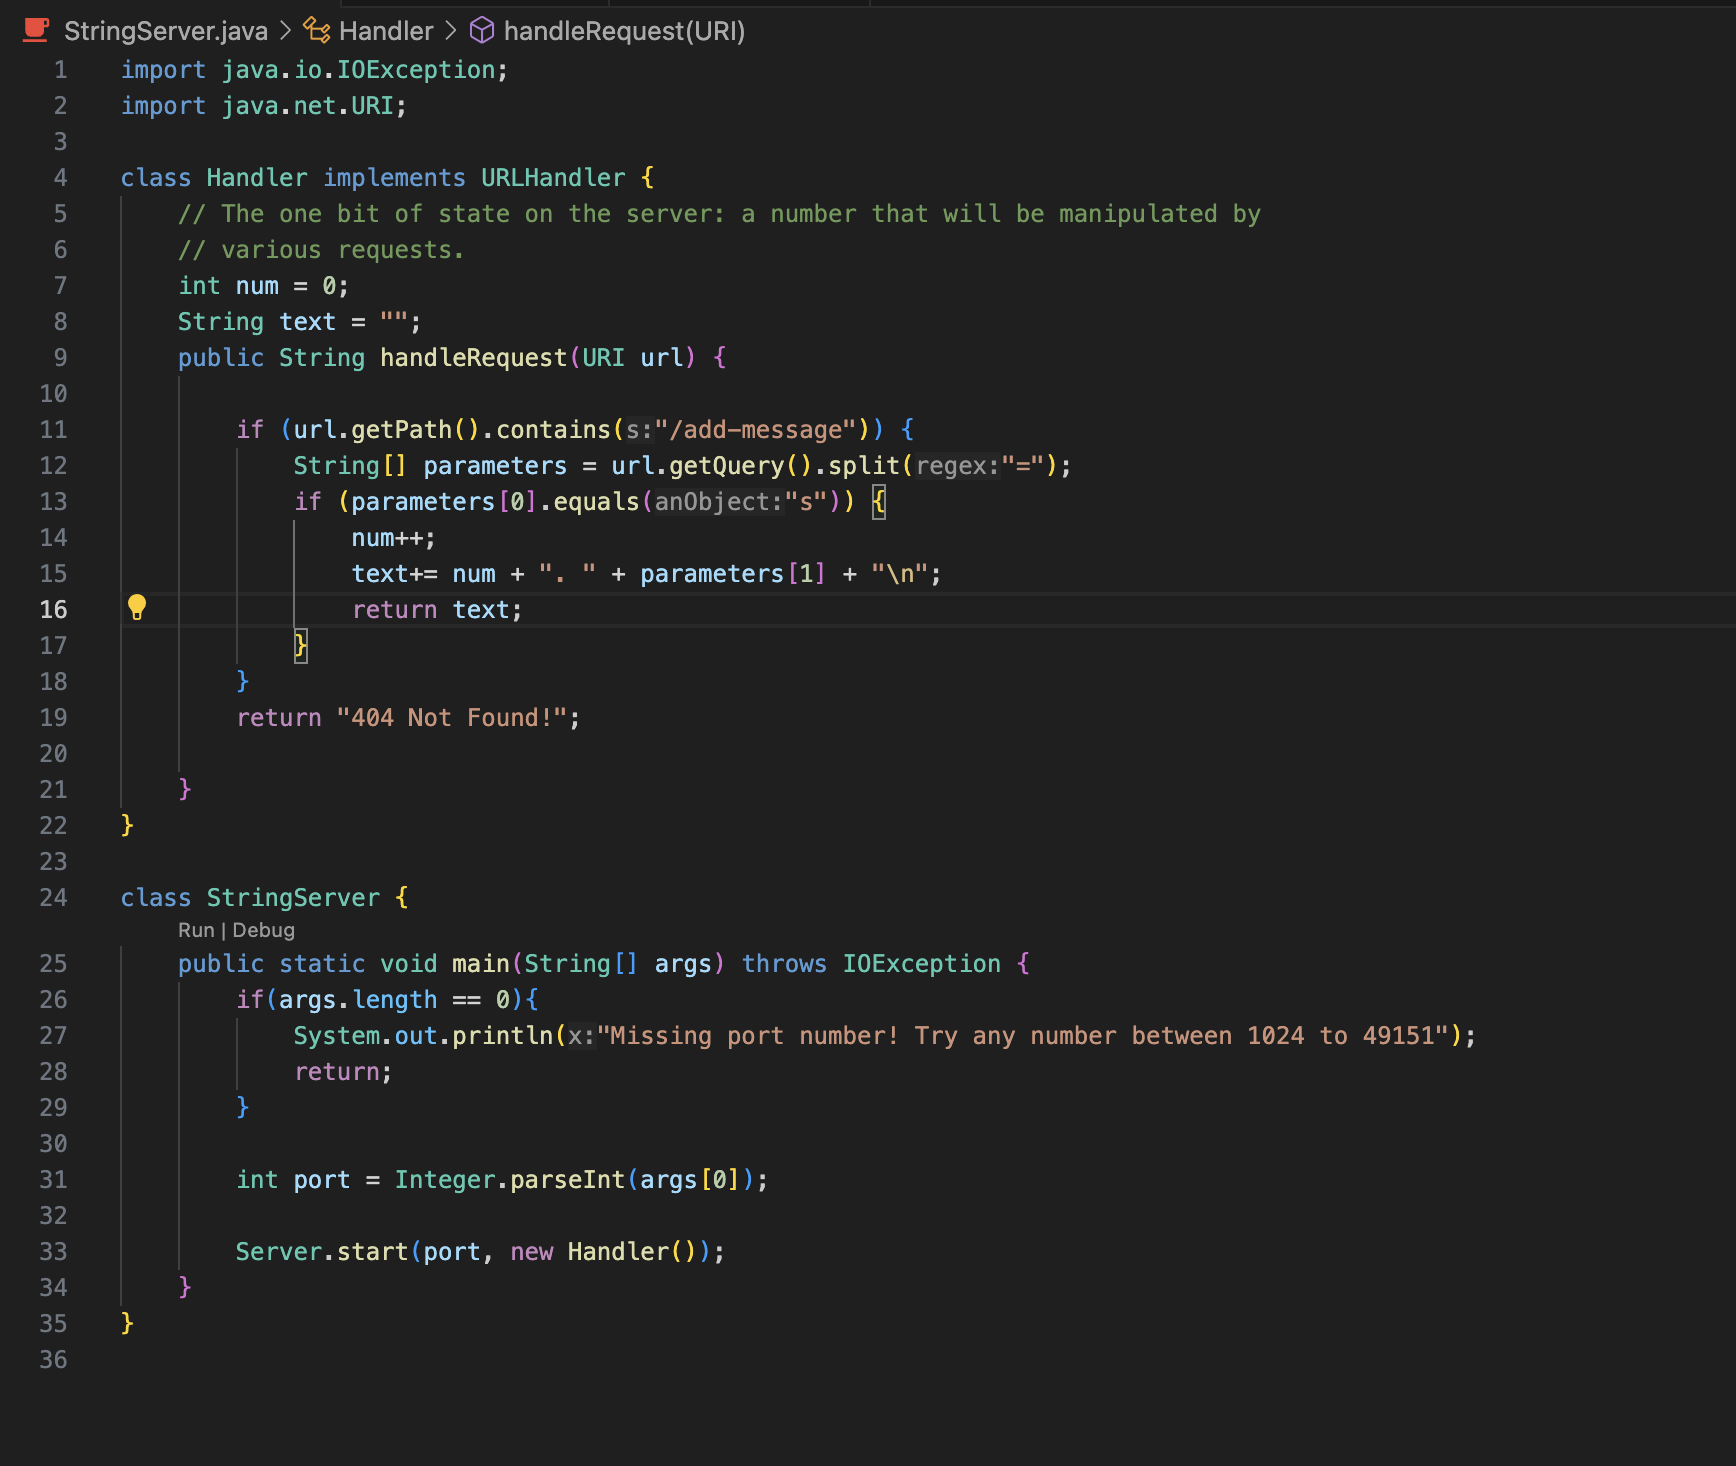 StringServer.java > Handler > handleRequest(URI)
1 import java.io.IOException;
2 import java.net.URI;
3
4 class Handler implements URLHandler {
5     // The one bit of state on the server: a number that will be manipulated by
6     // various requests.
7     int num = 0;
8     String text = "";
9     public String handleRequest(URI url) {
10
11         if (url.getPath().contains(s:"/add-message")) {
12             String[] parameters = url.getQuery().split(regex:"=");
13             if (parameters[0].equals(anObject:"s")) {
14                 num++;
15                 text+= num + ". " + parameters[1] + "\n";
16                 return text;
17             }
18         }
19         return "404 Not Found!";
20
21     }
22 }
23
24 class StringServer {
Run | Debug
25     public static void main(String[] args) throws IOException {
26         if(args.length == 0){
27             System.out.println(x:"Missing port number! Try any number between 1024 to 49151");
28             return;
29         }
30
31         int port = Integer.parseInt(args[0]);
32
33         Server.start(port, new Handler());
34     }
35 }
36